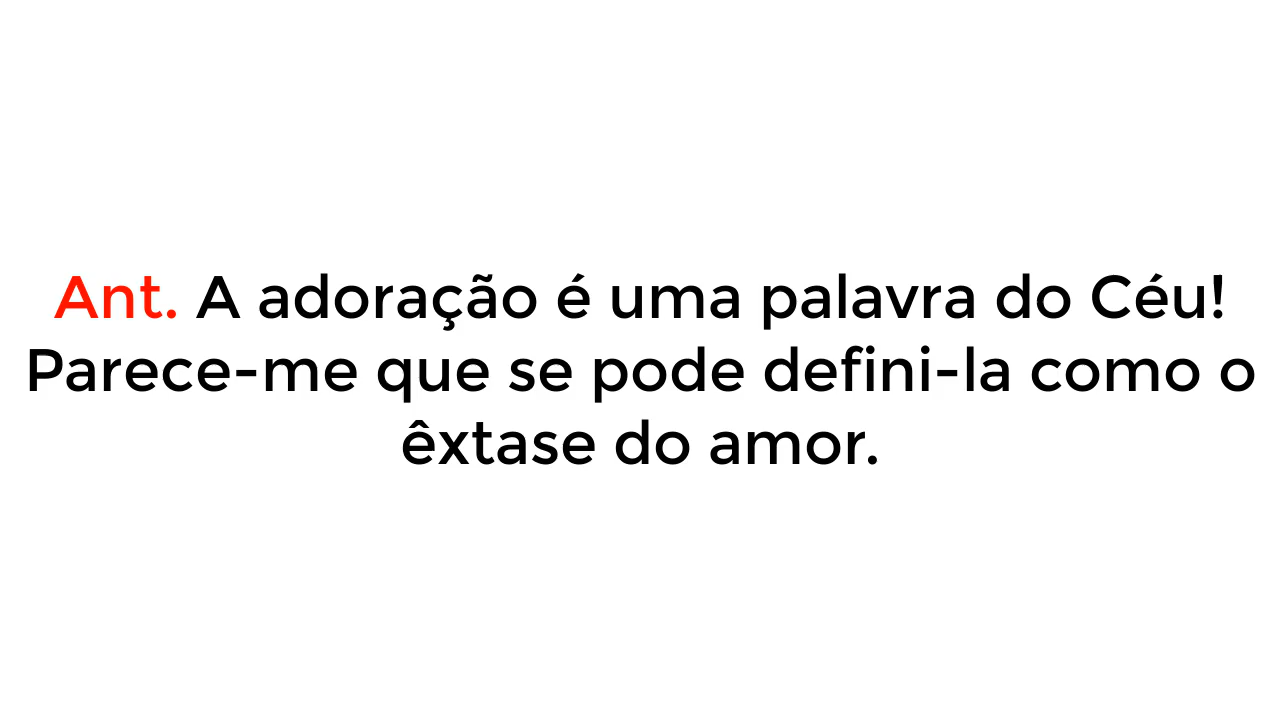 Ant. A adoração é uma palavra do Céu!
Parece-me que se pode defini-la como o
êxtase do amor.